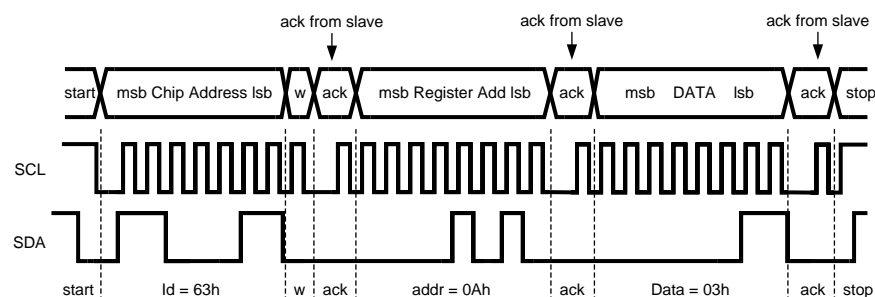 ack from slave ack from slave ack from slave
start msb Chip Address lsb w ack msb Register Add lsb ack msb DATA lsb ack stop
SCL
SDA
start Id = 63h w ack addr = 0Ah ack Data = 03h ack stop